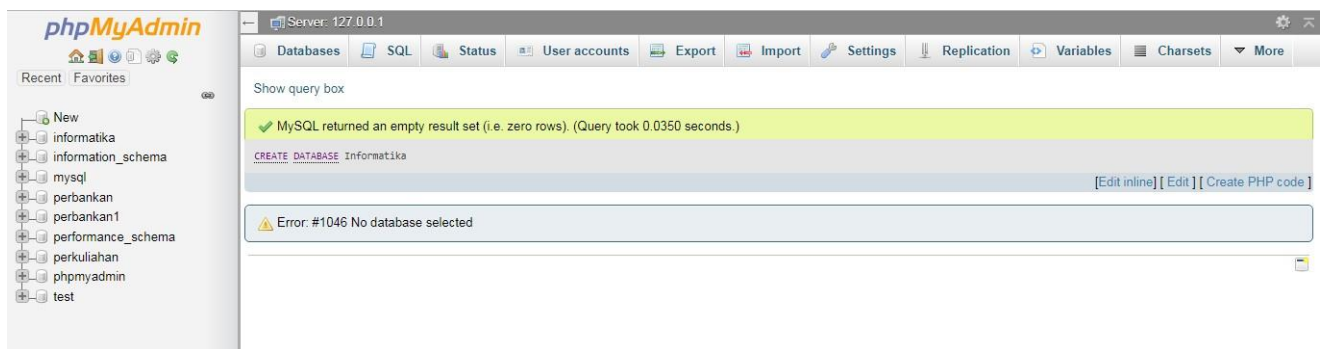 phpMyAdmin
Recent Favorites
New
informatika
information_schema
mysql
perbankan
perbankan1
performance_schema
perkuliahan
phpmyadmin
test
Server: 127.0.0.1
Databases SQL Status User accounts Export Import Settings Replication Variables Charsets More
Show query box
MySQL returned an empty result set (i.e. zero rows). (Query took 0.0350 seconds.)
CREATE DATABASE Informatika
[Edit inline] [ Edit ] [ Create PHP code ]
Error: #1046 No database selected